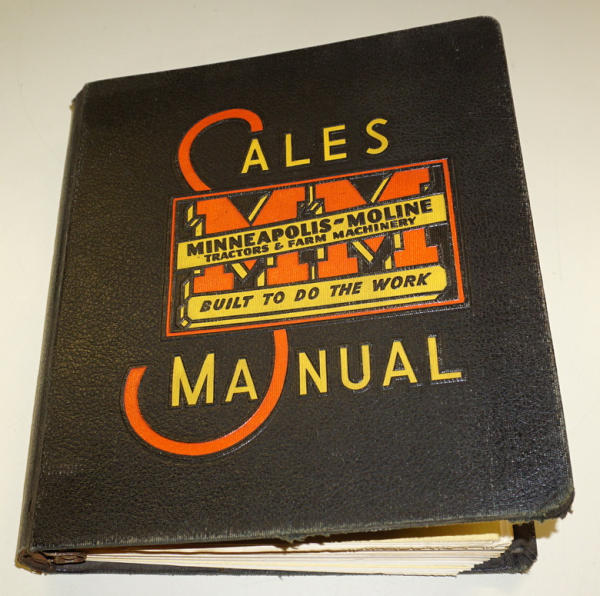 SALES
MM
MINNEAPOLIS-MOLINE
TRACTORS & FARM MACHINERY
BUILT TO DO THE WORK
MANUAL